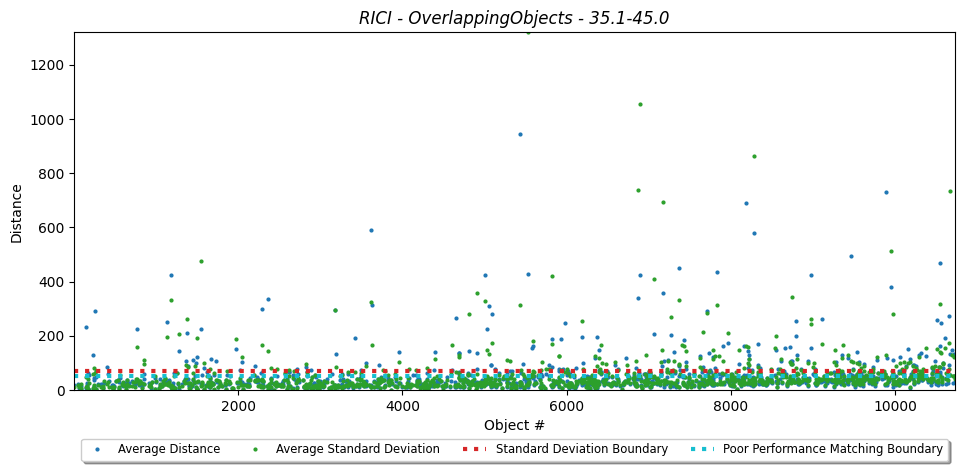 RICI - OverlappingObjects - 35.1-45.0
1200
1000
800
600
400
200
0
Distance
2000
4000
6000
8000
10000
Object #
Average Distance
Average Standard Deviation
Standard Deviation Boundary
Poor Performance Matching Boundary